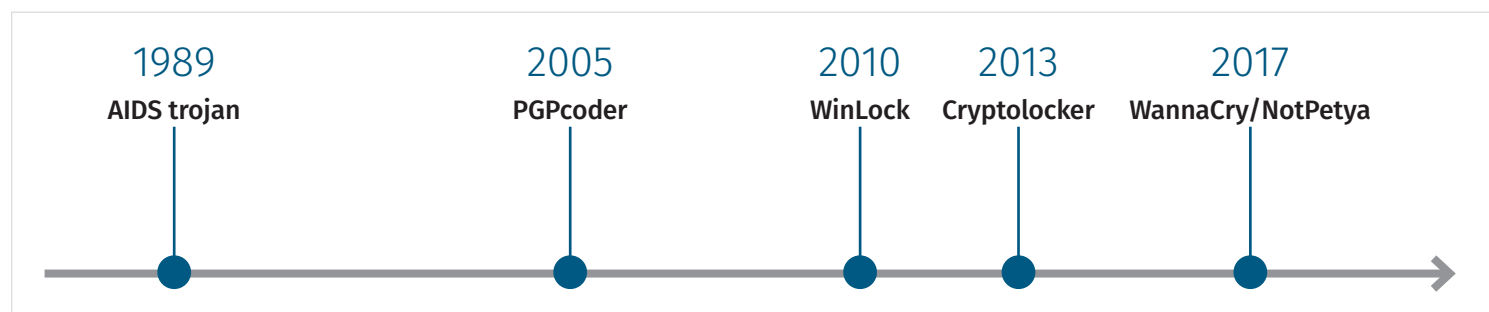 1989
AIDS trojan
2005
PGPcoder
2010
WinLock
2013
Cryptolocker
2017
WannaCry/NotPetya